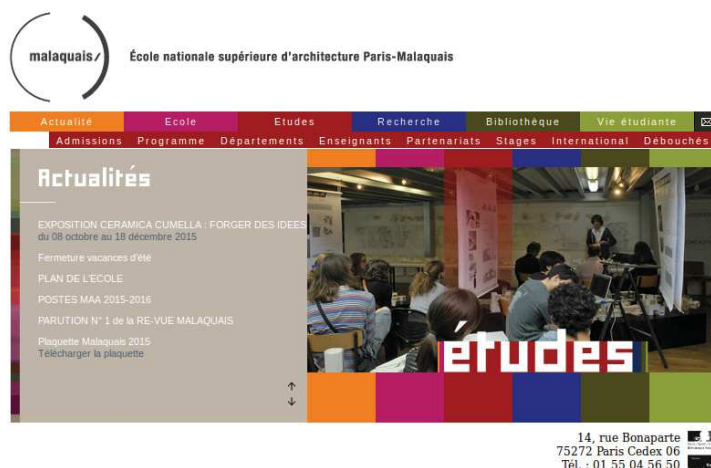 malaquais/
École nationale supérieure d'architecture Paris-Malaquais
Actualité Ecole Etudes Recherche Bibliothèque Vie étudiante
Admissions Programme Départements Enseignants Partenariats Stages International Débouchés
Actualités
EXPOSITION CERAMICA CUMELLA : FORGER DES IDEES
du 08 octobre au 18 décembre 2015
Fermeture vacances d'été
PLAN DE L'ECOLE
POSTES MAA 2015-2016
PARUTION N° 1 de la RE-VUE MALAQUAIS
Plaquette Malaquais 2015
Télécharger la plaquette
études
14, rue Bonaparte
75272 Paris Cedex 06
Tél. : 01 55 04 56 50